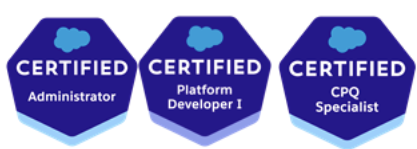 CERTIFIED
Administrator
CERTIFIED
Platform
Developer I
CERTIFIED
CPQ
Specialist